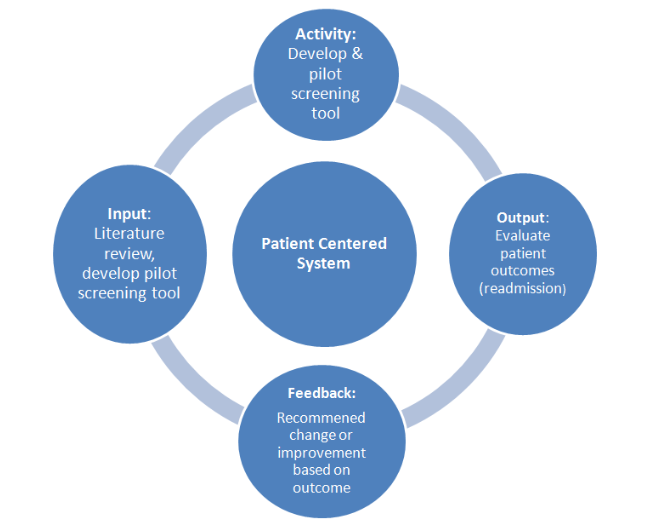 Activity:
Develop &
pilot
screening
tool
Input:
Literature
review,
develop pilot
screening tool
Patient Centered
System
Output:
Evaluate
patient
outcomes
(readmission)
Feedback:
Recommened
change or
improvement
based on
outcome